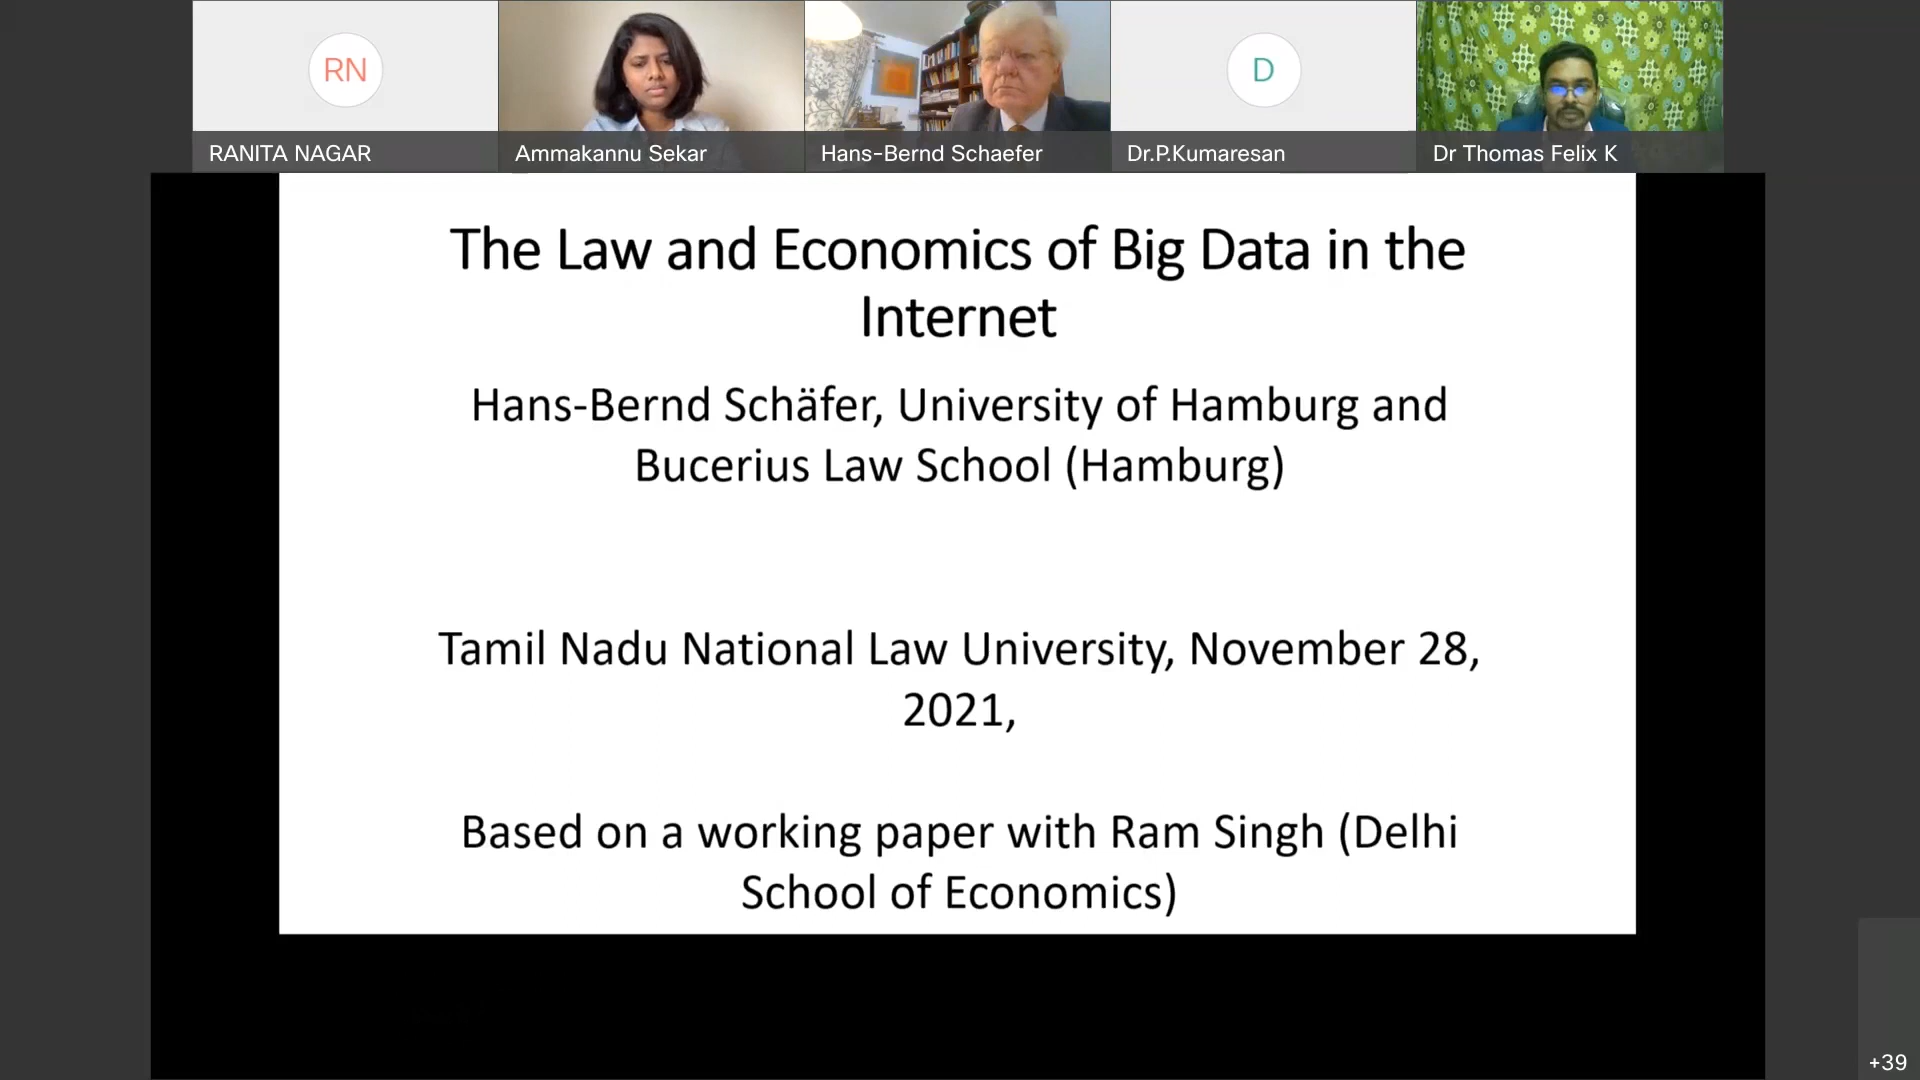 RN
D
RANITA NAGAR
Ammakannu Sekar
Hans-Bernd Schaefer
Dr.P.Kumaresan
Dr Thomas Felix K
The Law and Economics of Big Data in the
Internet
Hans-Bernd Schäfer, University of Hamburg and
Bucerius Law School (Hamburg)
Tamil Nadu National Law University, November 28,
2021,
Based on a working paper with Ram Singh (Delhi
School of Economics)
+39